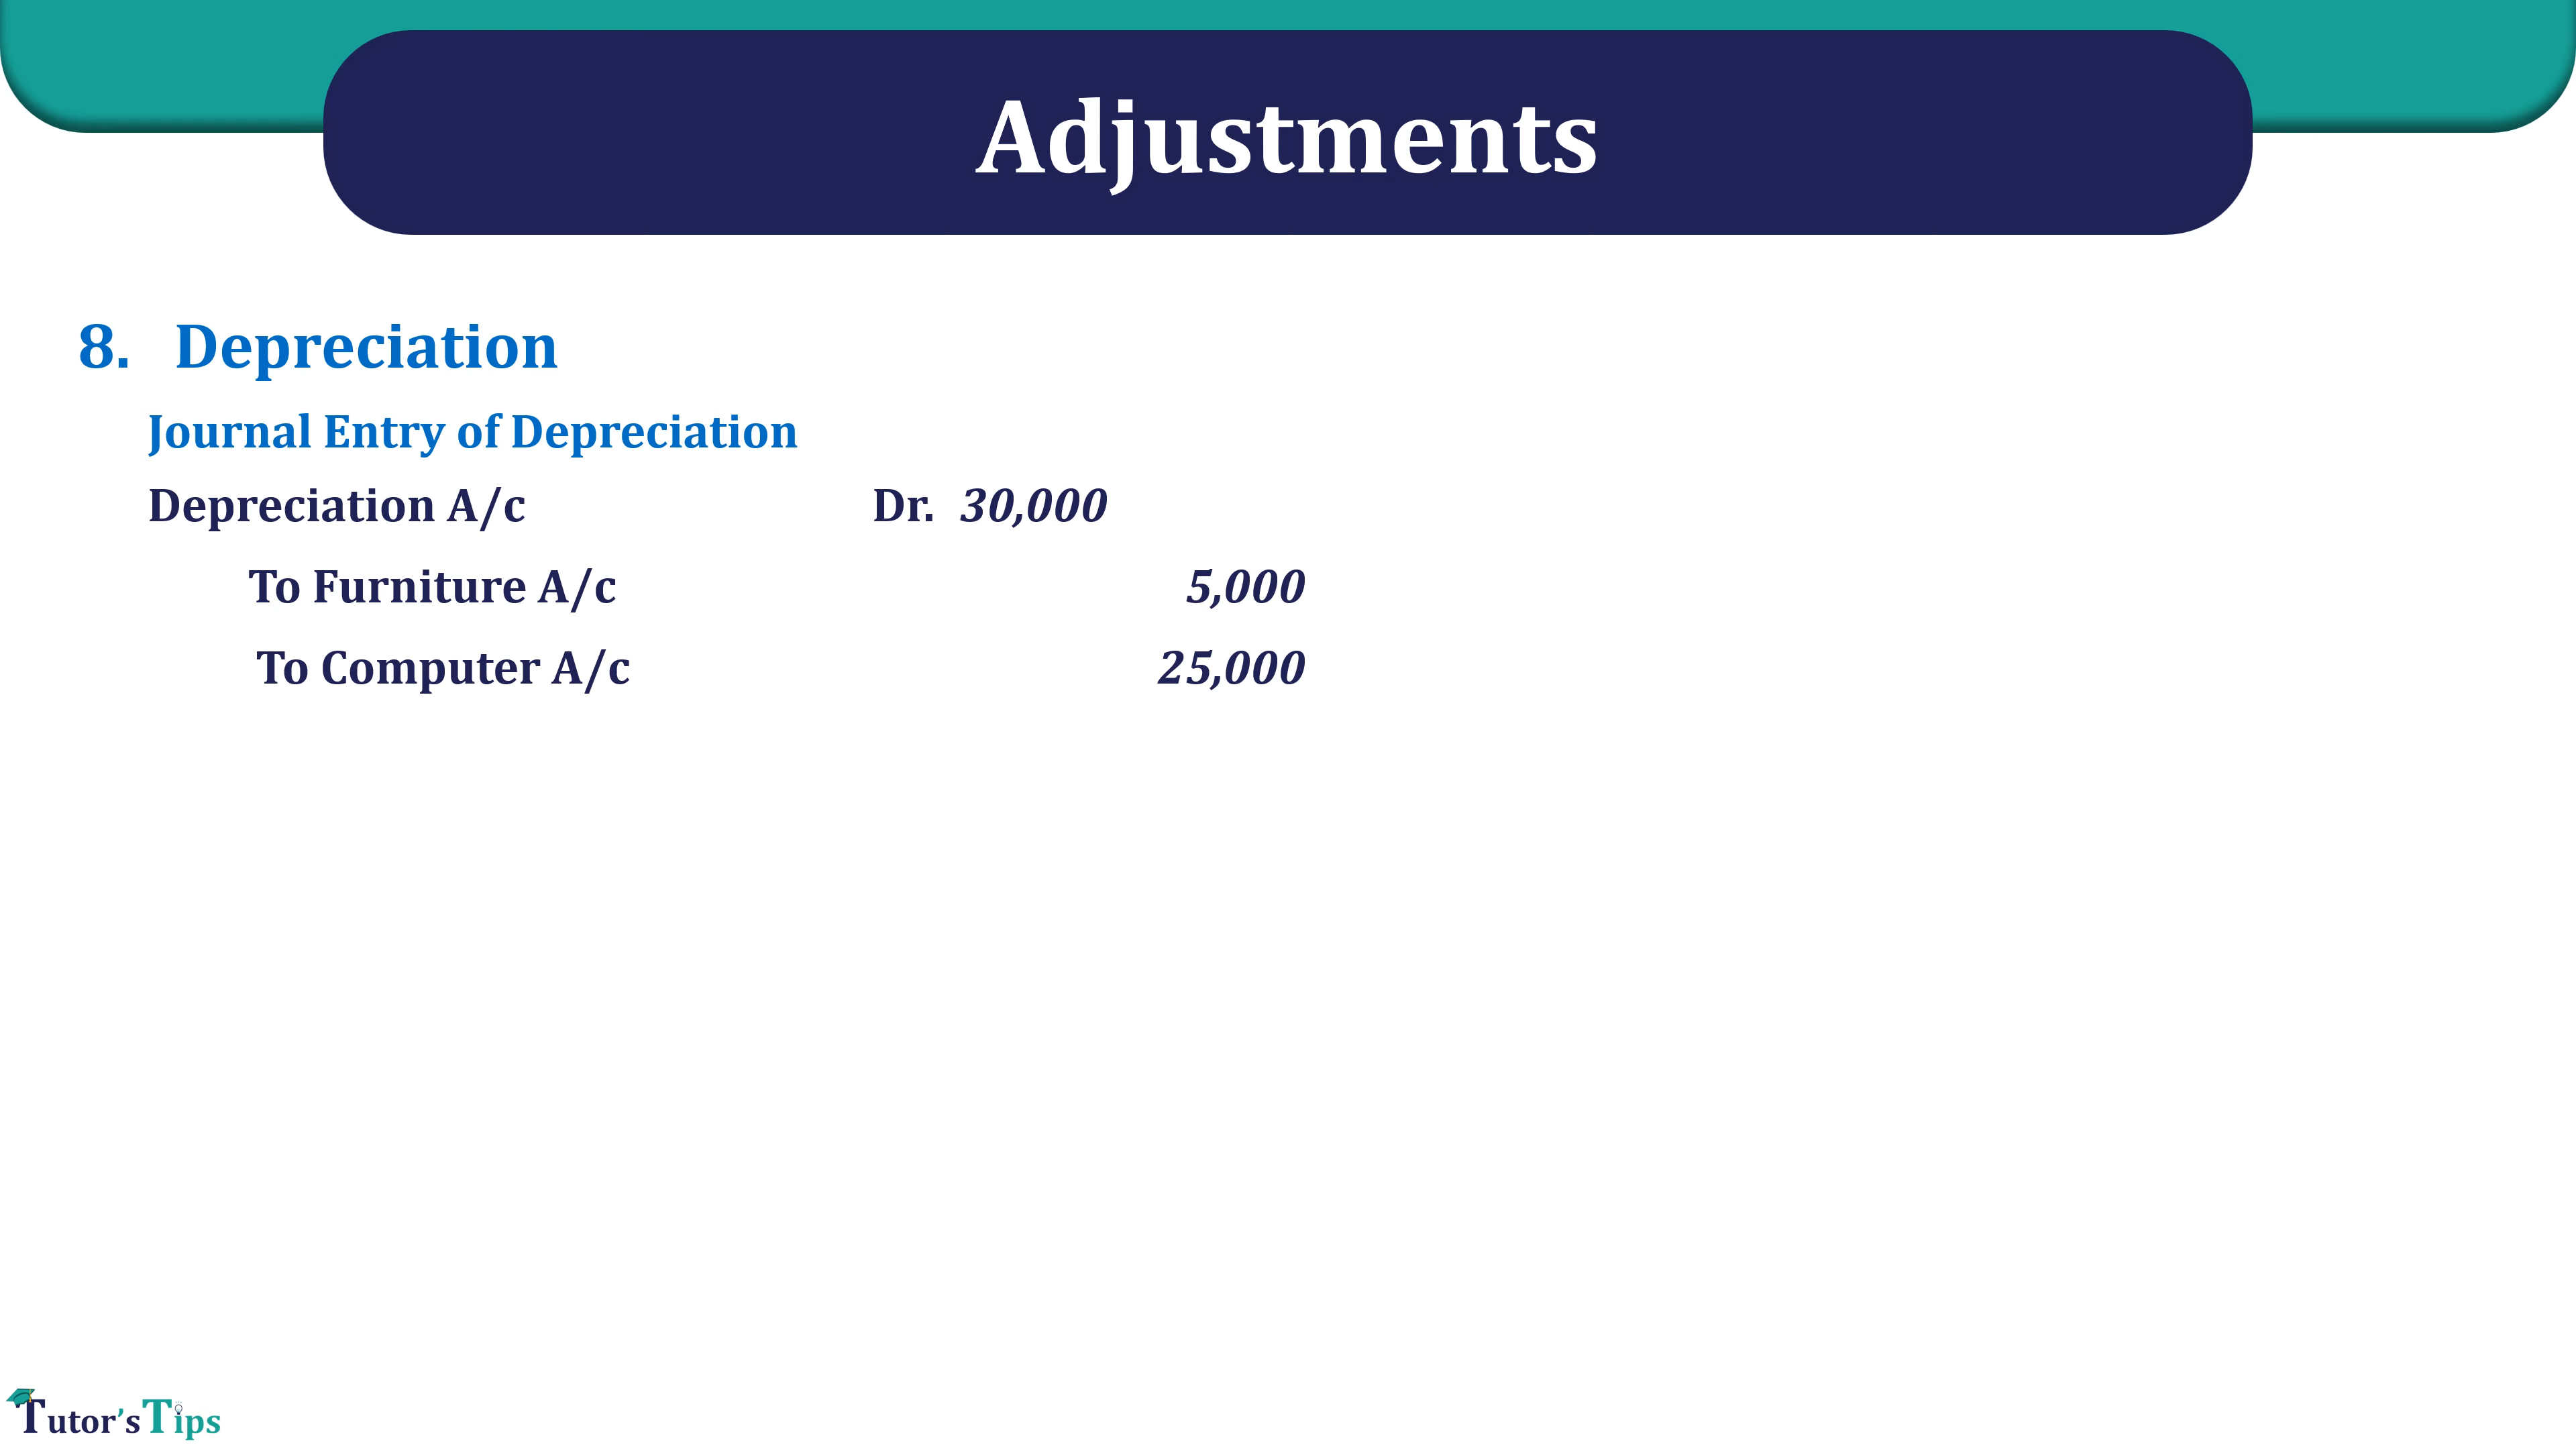 Adjustments
8. Depreciation
Journal Entry of Depreciation
Depreciation A/c Dr. 30,000
To Furniture A/c 5,000
To Computer A/c 25,000
Tutor's Tips